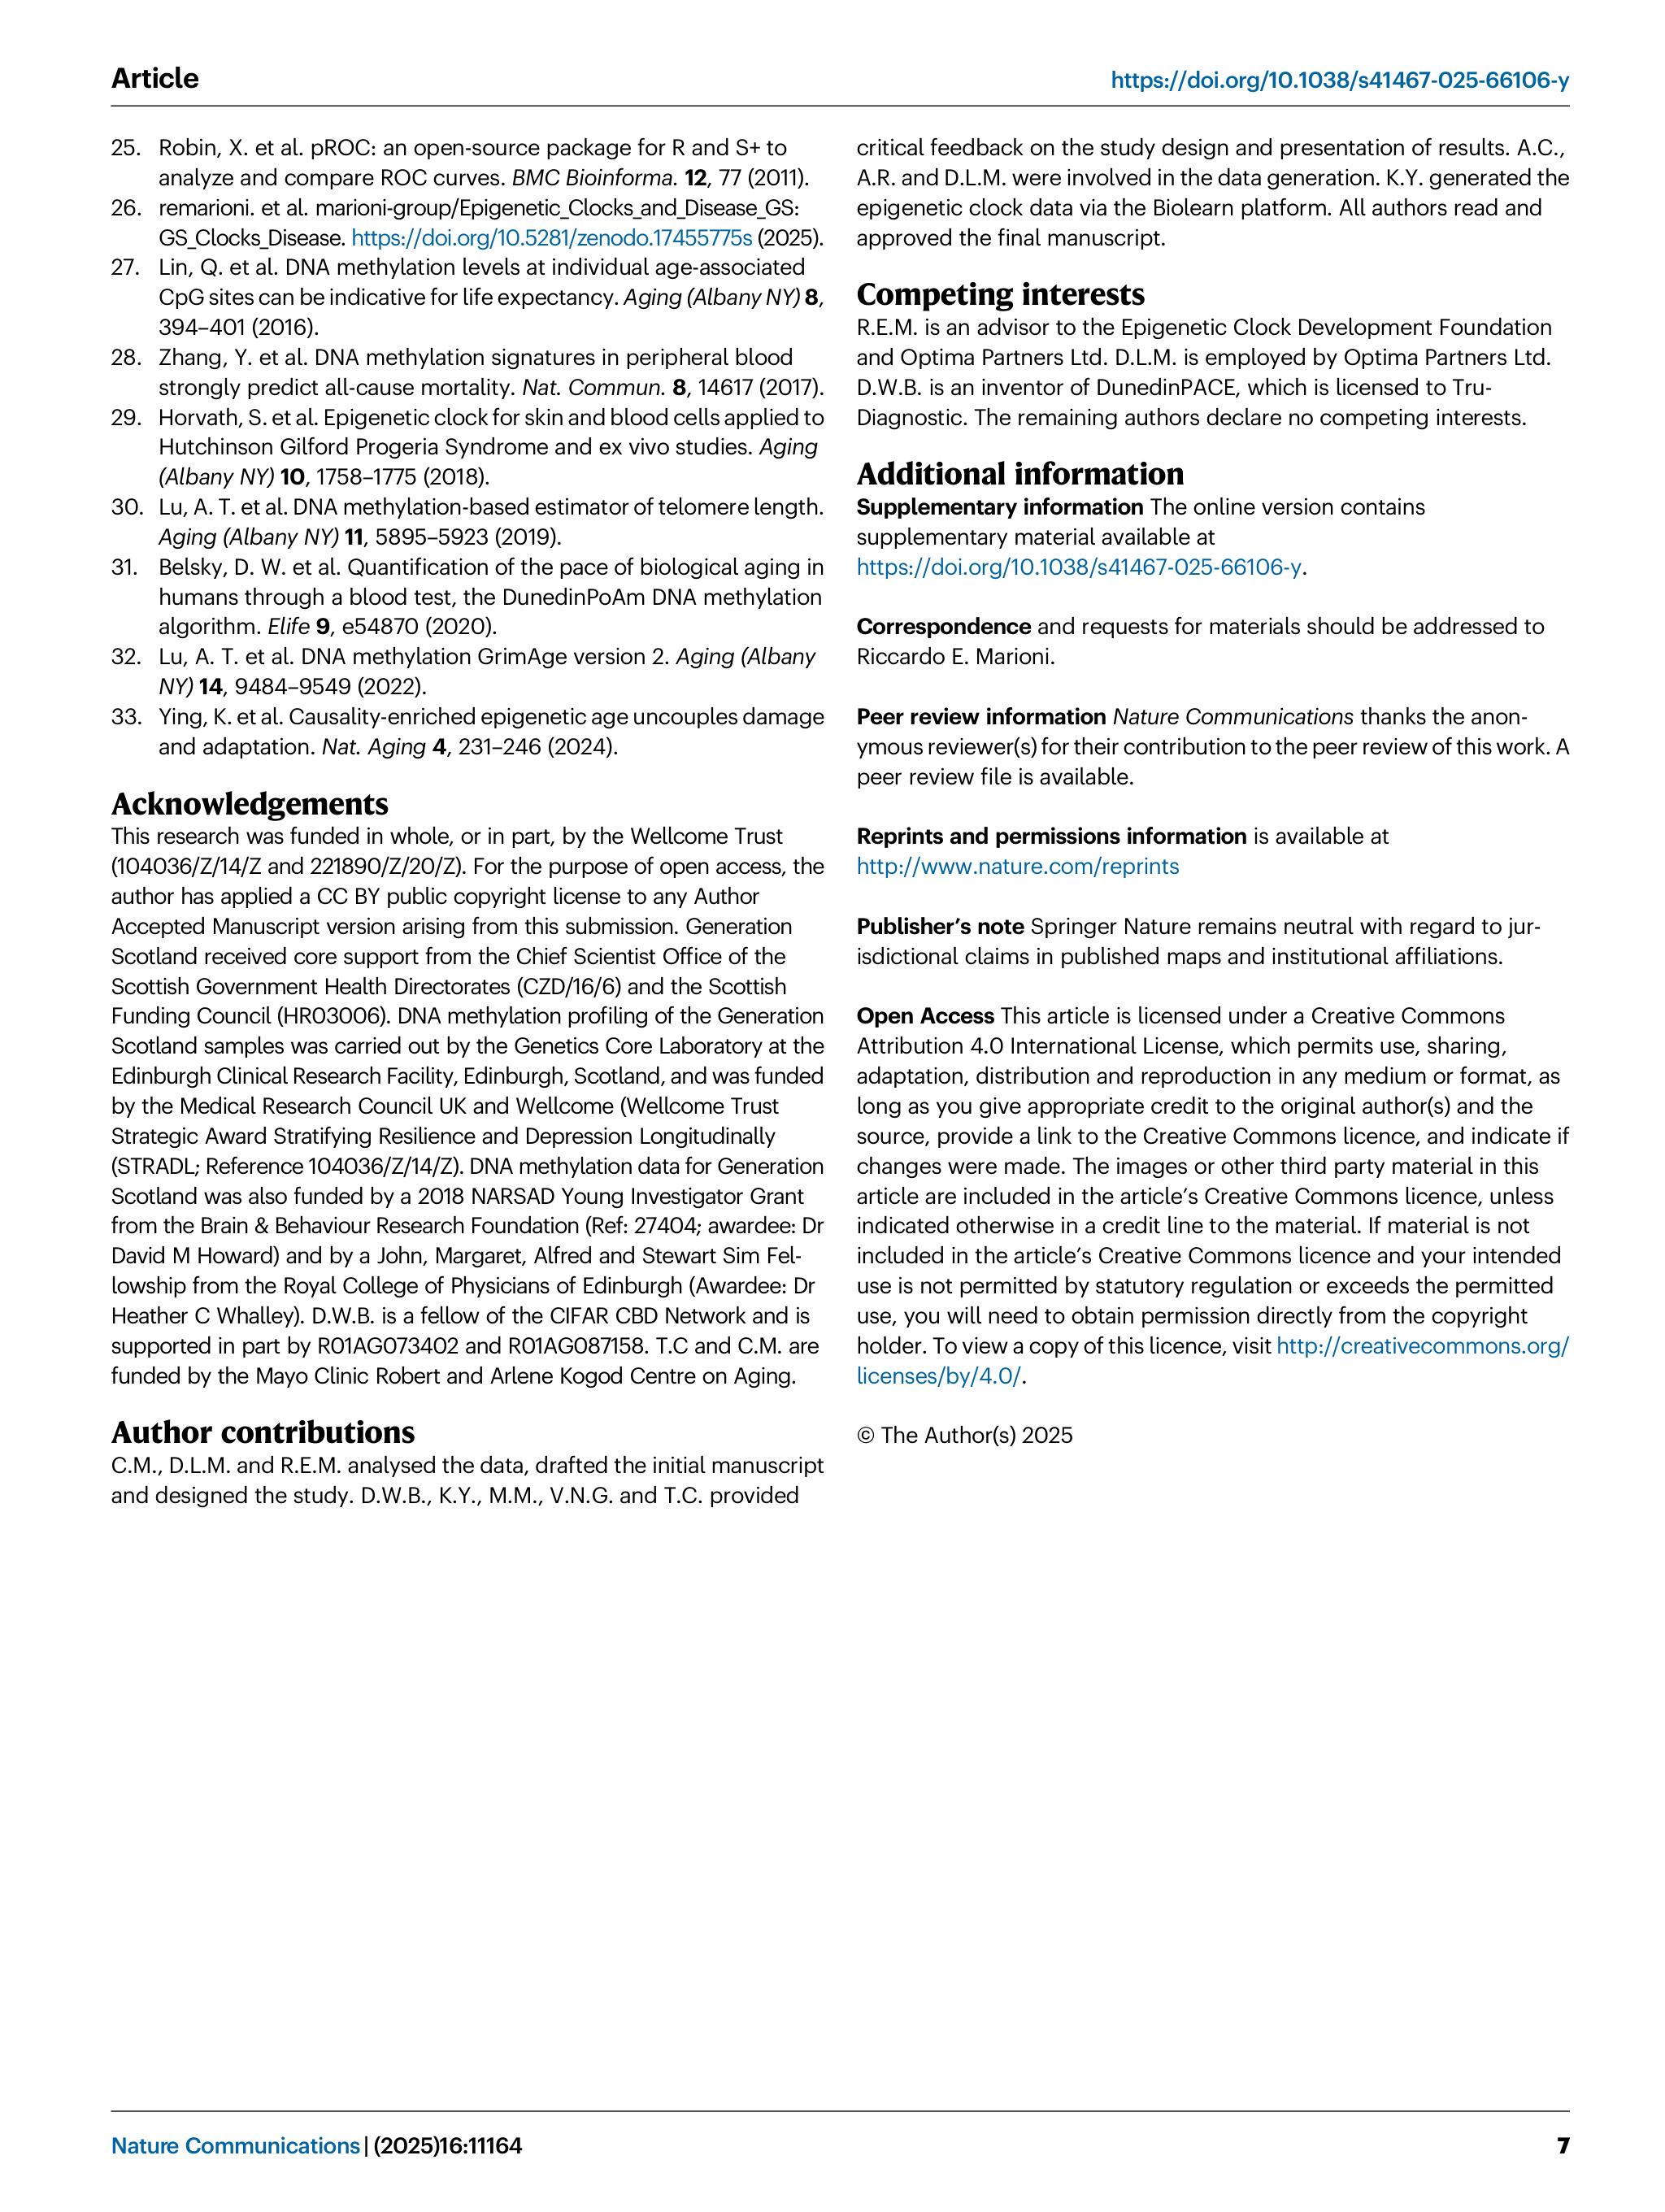 Article
https://doi.org/10.1038/s41467-025-66106-y
25. Robin, X. et al. pROC: an open-source package for R and S+ to
analyze and compare ROC curves. BMC Bioinforma. 12, 77 (2011).
26. remarioni. et al. marioni-group/Epigenetic_Clocks_and_Disease_GS:
GS_Clocks_Disease. https://doi.org/10.5281/zenodo.17455775s (2025).
27. Lin, Q. et al. DNA methylation levels at individual age-associated
CpG sites can be indicative for life expectancy. Aging (Albany NY) 8,
394–401 (2016).
28. Zhang, Y. et al. DNA methylation signatures in peripheral blood
strongly predict all-cause mortality. Nat. Commun. 8, 14617 (2017).
29. Horvath, S. et al. Epigenetic clock for skin and blood cells applied to
Hutchinson Gilford Progeria Syndrome and ex vivo studies. Aging
(Albany NY) 10, 1758–1775 (2018).
30. Lu, A. T. et al. DNA methylation-based estimator of telomere length.
Aging (Albany NY) 11, 5895–5923 (2019).
31. Belsky, D. W. et al. Quantification of the pace of biological aging in
humans through a blood test, the DunedinPoAm DNA methylation
algorithm. Elife 9, e54870 (2020).
32. Lu, A. T. et al. DNA methylation GrimAge version 2. Aging (Albany
NY) 14, 9484–9549 (2022).
33. Ying, K. et al. Causality-enriched epigenetic age uncouples damage
and adaptation. Nat. Aging 4, 231–246 (2024).
Acknowledgements
This research was funded in whole, or in part, by the Wellcome Trust
(104036/Z/14/Z and 221890/Z/20/Z). For the purpose of open access, the
author has applied a CC BY public copyright license to any Author
Accepted Manuscript version arising from this submission. Generation
Scotland received core support from the Chief Scientist Office of the
Scottish Government Health Directorates (CZD/16/6) and the Scottish
Funding Council (HR03006). DNA methylation profiling of the Generation
Scotland samples was carried out by the Genetics Core Laboratory at the
Edinburgh Clinical Research Facility, Edinburgh, Scotland, and was funded
by the Medical Research Council UK and Wellcome (Wellcome Trust
Strategic Award Stratifying Resilience and Depression Longitudinally
(STRADL; Reference 104036/Z/14/Z). DNA methylation data for Generation
Scotland was also funded by a 2018 NARSAD Young Investigator Grant
from the Brain & Behaviour Research Foundation (Ref: 27404; awardee: Dr
David M Howard) and by a John, Margaret, Alfred and Stewart Sim Fel-
lowship from the Royal College of Physicians of Edinburgh (Awardee: Dr
Heather C Whalley). D.W.B. is a fellow of the CIFAR CBD Network and is
supported in part by R01AG073402 and R01AG087158. T.C and C.M. are
funded by the Mayo Clinic Robert and Arlene Kogod Centre on Aging.
Author contributions
C.M., D.L.M. and R.E.M. analysed the data, drafted the initial manuscript
and designed the study. D.W.B., K.Y., M.M., V.N.G. and T.C. provided
critical feedback on the study design and presentation of results. A.C.,
A.R. and D.L.M. were involved in the data generation. K.Y. generated the
epigenetic clock data via the Biolearn platform. All authors read and
approved the final manuscript.
Competing interests
R.E.M. is an advisor to the Epigenetic Clock Development Foundation
and Optima Partners Ltd. D.L.M. is employed by Optima Partners Ltd.
D.W.B. is an inventor of DunedinPACE, which is licensed to Tru-
Diagnostic. The remaining authors declare no competing interests.
Additional information
Supplementary information The online version contains
supplementary material available at
https://doi.org/10.1038/s41467-025-66106-y.
Correspondence and requests for materials should be addressed to
Riccardo E. Marioni.
Peer review information Nature Communications thanks the anon-
ymous reviewer(s) for their contribution to the peer review of this work. A
peer review file is available.
Reprints and permissions information is available at
http://www.nature.com/reprints
Publisher’s note Springer Nature remains neutral with regard to jur-
isdictional claims in published maps and institutional affiliations.
Open Access This article is licensed under a Creative Commons
Attribution 4.0 International License, which permits use, sharing,
adaptation, distribution and reproduction in any medium or format, as
long as you give appropriate credit to the original author(s) and the
source, provide a link to the Creative Commons licence, and indicate if
changes were made. The images or other third party material in this
article are included in the article’s Creative Commons licence, unless
indicated otherwise in a credit line to the material. If material is not
included in the article’s Creative Commons licence and your intended
use is not permitted by statutory regulation or exceeds the permitted
use, you will need to obtain permission directly from the copyright
holder. To view a copy of this licence, visit http://creativecommons.org/
licenses/by/4.0/.
© The Author(s) 2025
Nature Communications | (2025)16:11164
7